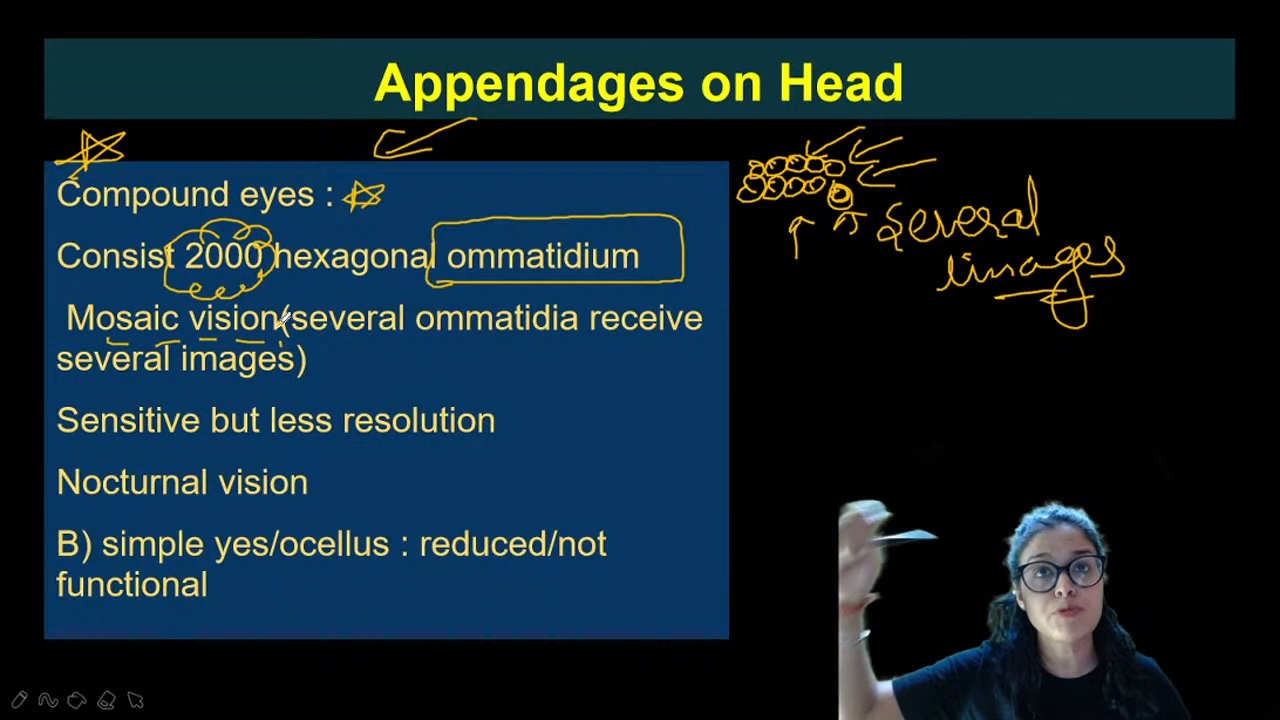 Appendages on Head
Compound eyes :
Consist 2000 hexagonal ommatidium
Mosaic vision(several ommatidia receive
several images)
Sensitive but less resolution
Nocturnal vision
B) simple yes/ocellus : reduced/not
functional
Several
images